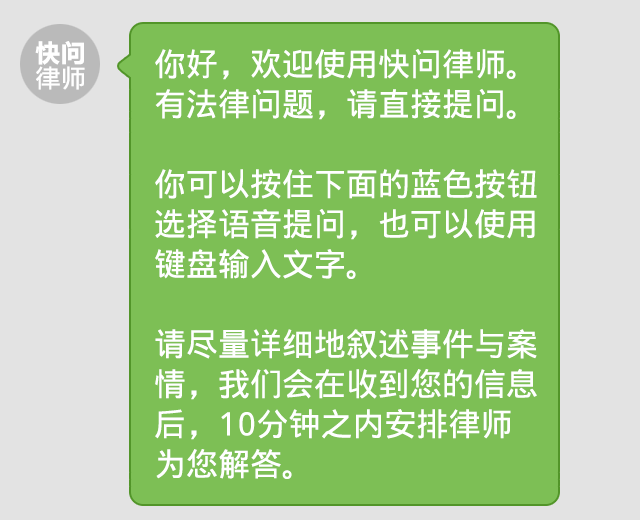 快问
律师
你好，欢迎使用快问律师。
有法律问题，请直接提问。
你可以按住下面的蓝色按钮
选择语音提问，也可以使用
键盘输入文字。
请尽量详细地叙述事件与案
情，我们会在收到您的信息
后，10分钟之内安排律师
为您解答。